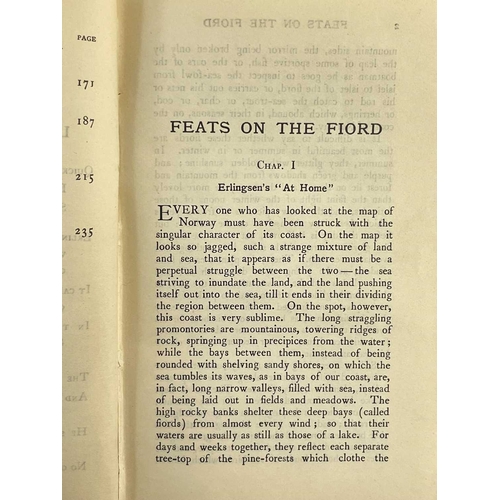 PAGE
171
187
215
235
FEATS ON THE FIORD
CHAP. I
Erlingsen's "At Home"
EVERY one who has looked at the map of
Norway must have been struck with the
singular character of its coast. On the map it
looks so jagged, such a strange mixture of land
and sea, that it appears as if there must be a
perpetual struggle between the two—the sea
striving to inundate the land, and the land pushing
itself out into the sea, till it ends in their dividing
the region between them. On the spot, however,
this coast is very sublime. The long straggling
promontories are mountainous, towering ridges of
rock, springing up in precipices from the water;
while the bays between them, instead of being
rounded with shelving sandy shores, on which the
sea tumbles its waves, as in bays of our coast, are,
in fact, long narrow valleys, filled with sea, instead
of being laid out in fields and meadows. The
high rocky banks shelter these deep bays (called
fiords) from almost every wind; so that their
waters are usually as still as those of a lake. For
days and weeks together, they reflect each separate
tree-top of the pine-forests which clothe the